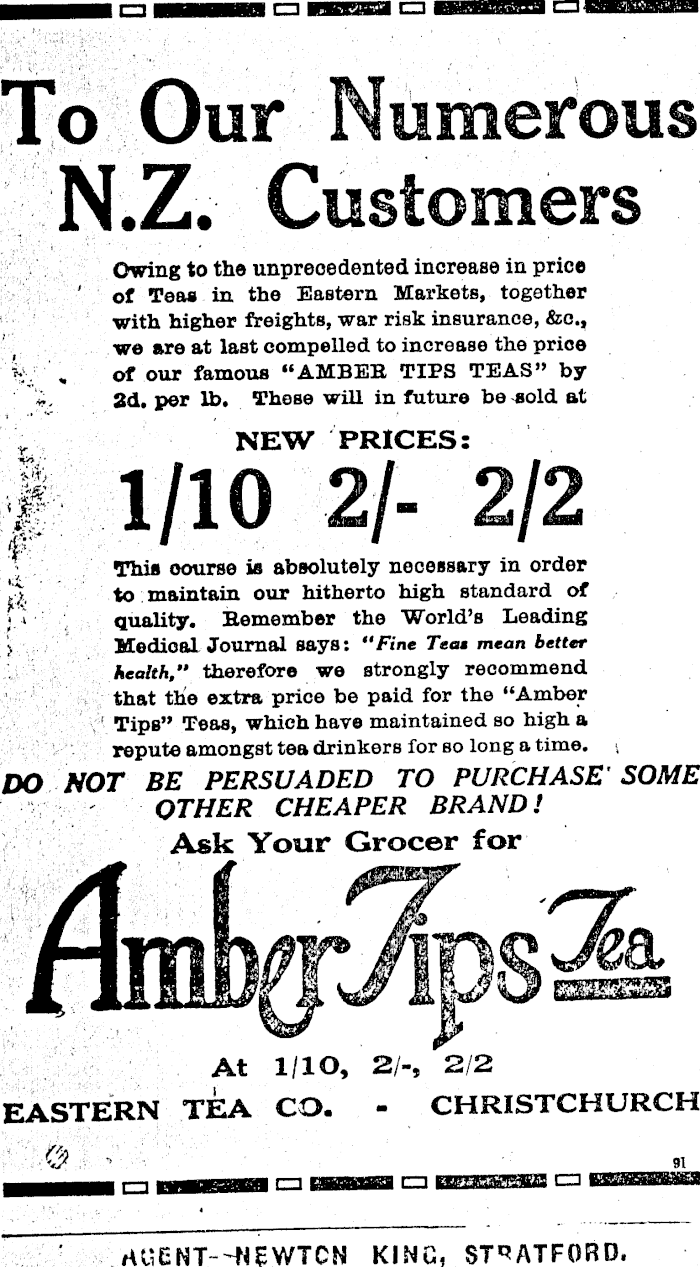 To Our Numerous
N.Z. Customers
Owing to the unprecedented increase in price
of Teas in the Eastern Markets, together
with higher freights, war risk insurance, &c.,
we are at last compelled to increase the price
of our famous "AMBER TIPS TEAS" by
2d. per lb. These will in future be sold at
NEW PRICES:
1/10 2/- 2/2
This course is absolutely necessary in order
to maintain our hitherto high standard of
quality. Remember the World's Leading
Medical Journal says: "Fine Teas mean better
health," therefore we strongly recommend
that the extra price be paid for the "Amber
Tips" Teas, which have maintained so high a
repute amongst tea drinkers for so long a time.
DO NOT BE PERSUADED TO PURCHASE SOME
OTHER CHEAPER BRAND!
Ask Your Grocer for
Amber Tips Tea
At 1/10, 2/-, 2/2
EASTERN TEA CO. - CHRISTCHURCH
91
AGENT--NEWTON KING, STRATFORD.